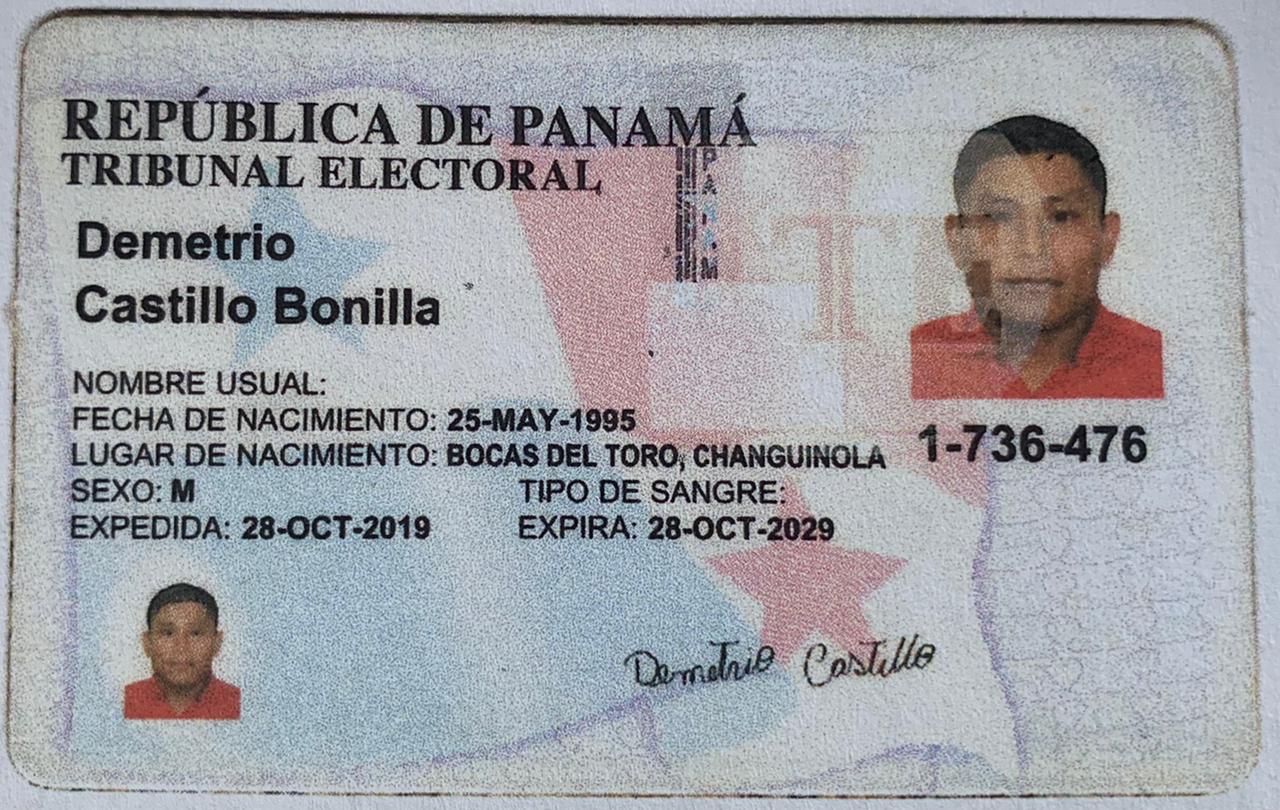 REPÚBLICA DE PANAMÁ
TRIBUNAL ELECTORAL
Demetrio
Castillo Bonilla
NOMBRE USUAL:
FECHA DE NACIMIENTO: 25-MAY-1995
LUGAR DE NACIMIENTO: BOCAS DEL TORO, CHANGUINOLA
SEXO: M TIPO DE SANGRE:
EXPEDIDA: 28-OCT-2019 EXPIRA: 28-OCT-2029
1-736-476
Demetrio Castillo